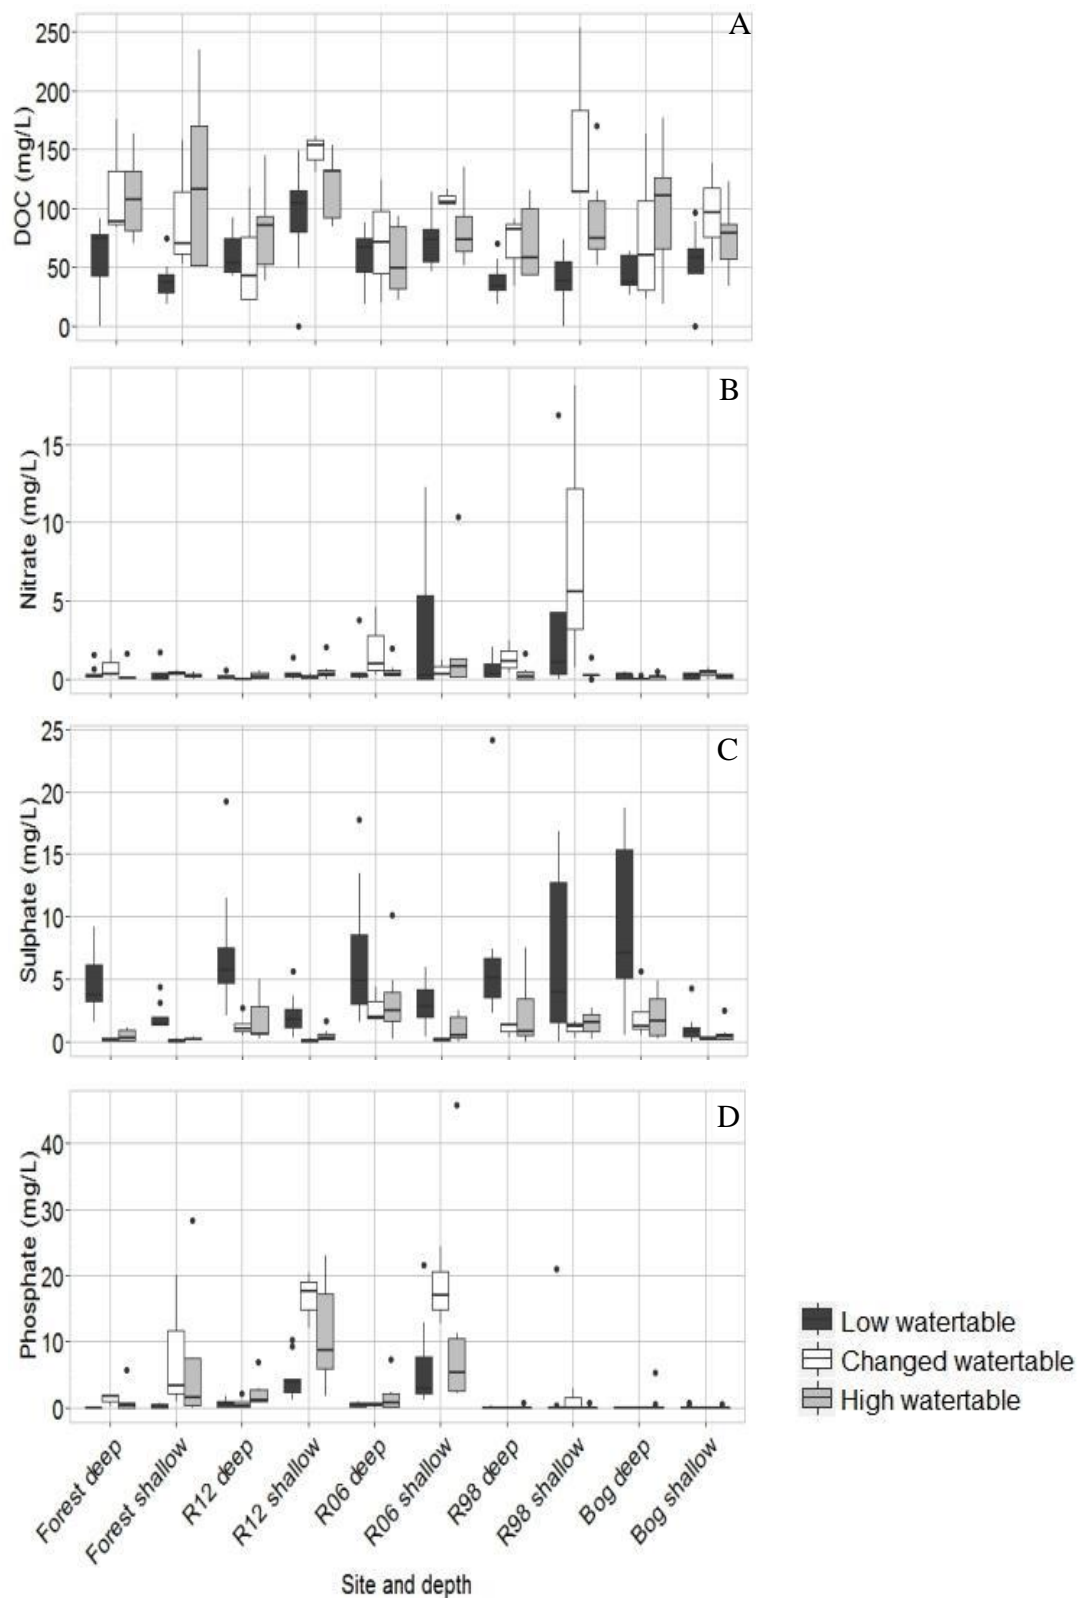 A
250
200
150
100
50
0
DOC (mg/L)
B
15
10
5
0
Nitrate (mg/L)
C
25
20
15
10
5
0
Sulphate (mg/L)
D
40
30
20
10
0
Phosphate (mg/L)
Low watertable
Changed watertable
High watertable
Forest deep
Forest shallow
R12 deep
R12 shallow
R06 deep
R06 shallow
R98 deep
R98 shallow
Bog deep
Bog shallow
Site and depth